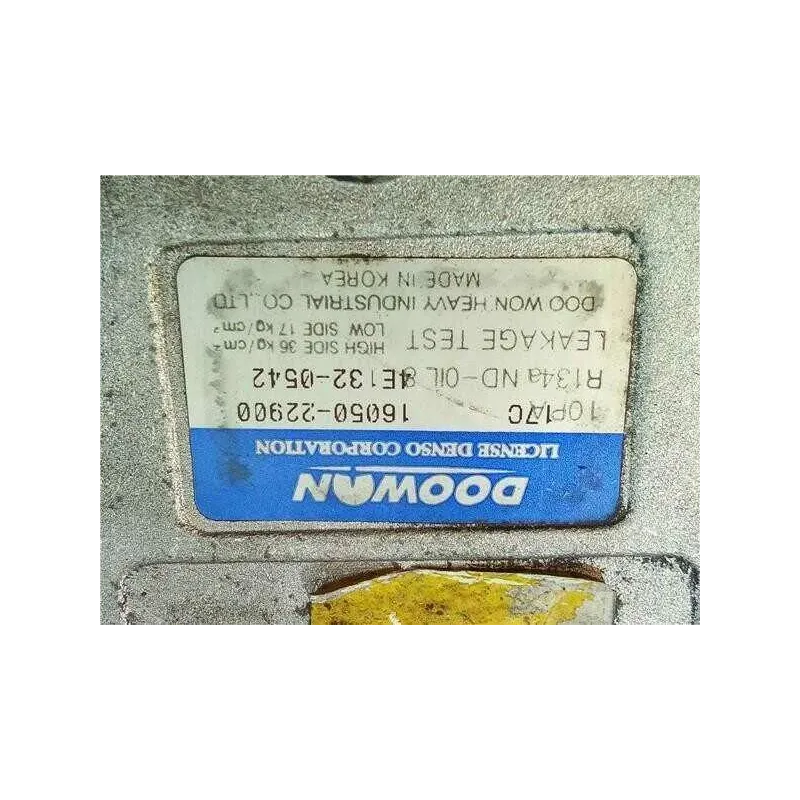 DOOWON
LICENSE DENSO CORPORATION
10PA17C 16050-22900
R134a ND-OIL 8 4E132-0542
LEAKAGE TEST HIGH SIDE 36 kg/cm²
LOW SIDE 17 kg/cm²
DOO WON HEAVY INDUSTRIAL CO.,LTD
MADE IN KOREA